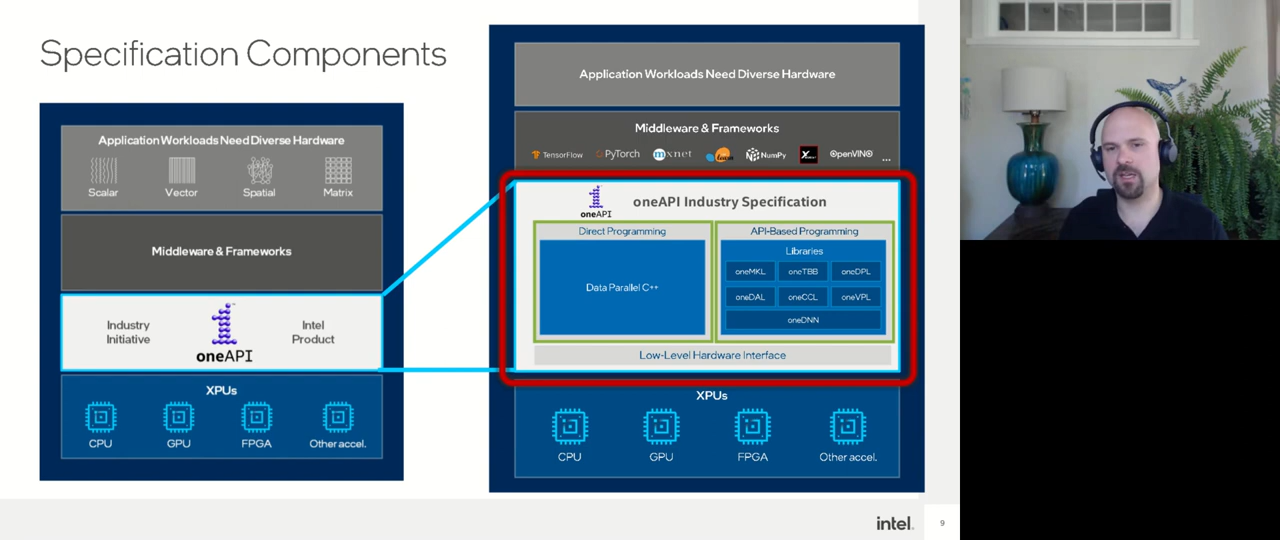 Specification Components
Application Workloads Need Diverse Hardware
Scalar
Vector
Spatial
Matrix
Middleware & Frameworks
Industry
Initiative
oneAPI
Intel
Product
XPUs
CPU
GPU
FPGA
Other accel.
Application Workloads Need Diverse Hardware
Middleware & Frameworks
TensorFlow
PyTorch
mxnet
learn
NumPy
OpenVINO
...
oneAPI
oneAPI Industry Specification
Direct Programming
Data Parallel C++
API-Based Programming
Libraries
oneMKL
oneTBB
oneDPL
oneDAL
oneCCL
oneVPL
oneDNN
Low-Level Hardware Interface
XPUs
CPU
GPU
FPGA
Other accel.
intel.
9